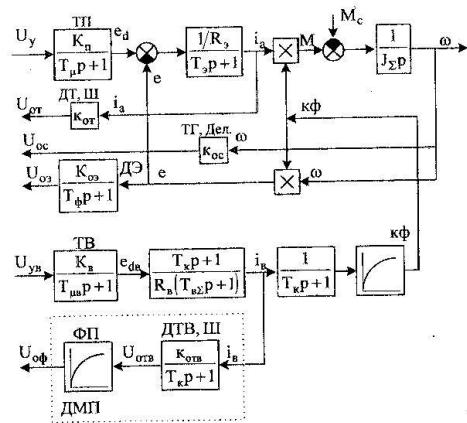 ТП
U_у
K_п
T_μp+1
e_d
e
1/R_э
T_эp+1
i_a
M
M_c
1
J_Σp
ω
ДТ, Ш
U_от
к_от
i_a
кф
ТГ, Дел.
U_ос
к_ос
ω
ДЭ
U_оэ
K_оэ
T_фp+1
e
ω
кф
ТВ
U_ув
K_в
T_μвp+1
e_dв
T_кp+1
R_в(T_вΣp+1)
i_в
1
T_кp+1
ФП
ДТВ, Ш
U_оф
U_отв
к_отв
T_кp+1
i_в
ДМП